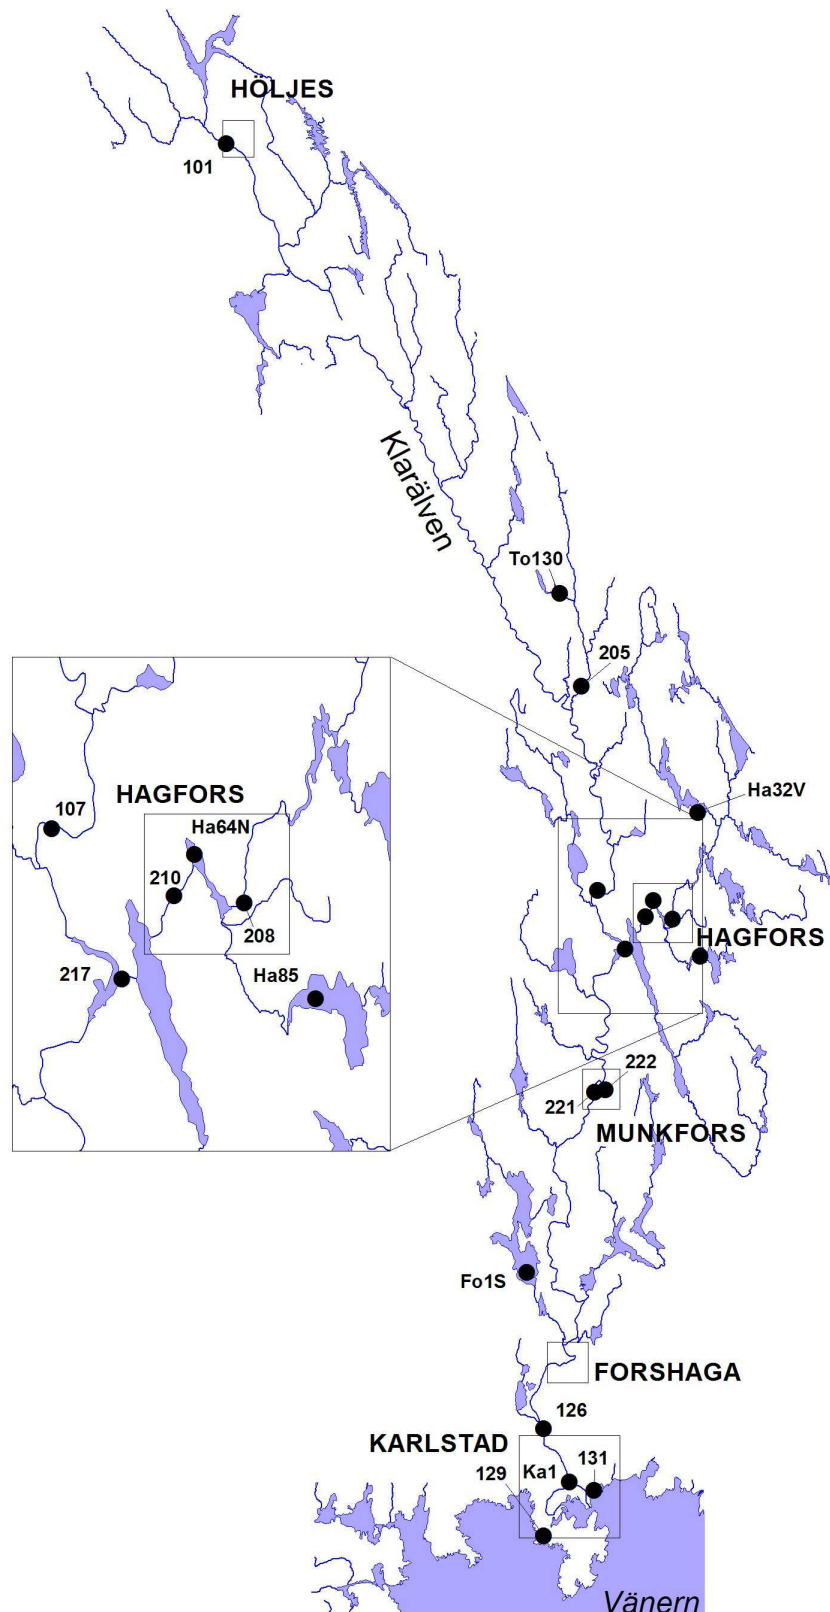 HÖLJES
101
Klarälven
To130
205
Ha32V
107
HAGFORS
Ha64N
210
208
217
Ha85
HAGFORS
222
221
MUNKFORS
Fo1S
FORSHAGA
126
KARLSTAD
Ka1
131
129
Vänern